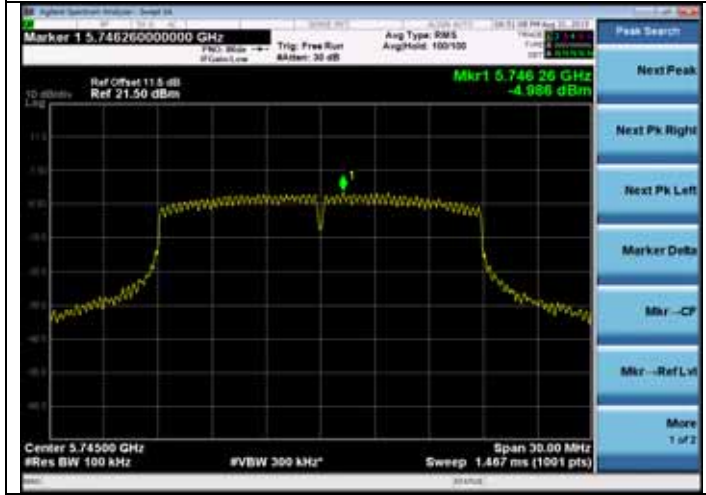 Agilent Spectrum Analyzer - Swept SA
Marker 1 5.746260000000 GHz
PNO: Wide
IFGain:Low
Trig: Free Run
#Atten: 30 dB
Avg Type: RMS
Avg|Hold: 100/100
Peak Search
Ref Offset 11.5 dB
Ref 21.50 dBm
10 dB/div
Log
Mkr1 5.746 26 GHz
-4.986 dBm
1
Next Peak
Next Pk Right
Next Pk Left
Marker Delta
Mkr→CF
Mkr→Ref Lvl
More
1 of 2
Center 5.74500 GHz
#Res BW 100 kHz
#VBW 300 kHz*
Span 30.00 MHz
Sweep 1.467 ms (1001 pts)